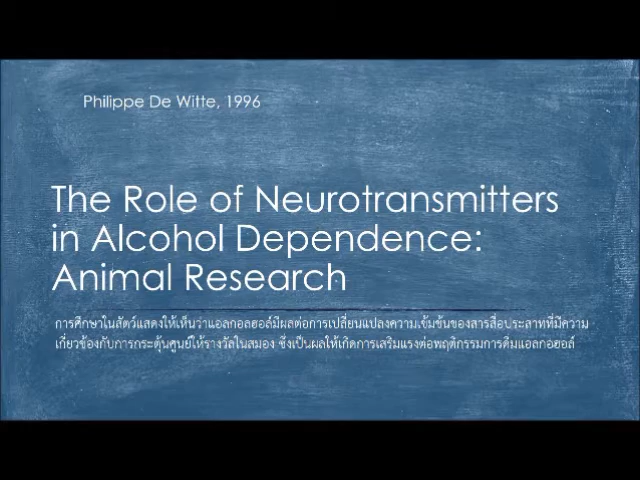 Philippe De Witte, 1996
The Role of Neurotransmitters
in Alcohol Dependence:
Animal Research
การศึกษาในสัตว์แสดงให้เห็นว่าแอลกอลฮอล์มีผลต่อการเปลี่ยนแปลงความเข้มข้นของสารสื่อประสาทที่มีความ
เกี่ยวข้องกับการกระตุ้นศูนย์ให้รางวัลในสมอง ซึ่งเป็นผลให้เกิดการเสริมแรงต่อพฤติกรรมการดื่มแอลกอฮอล์